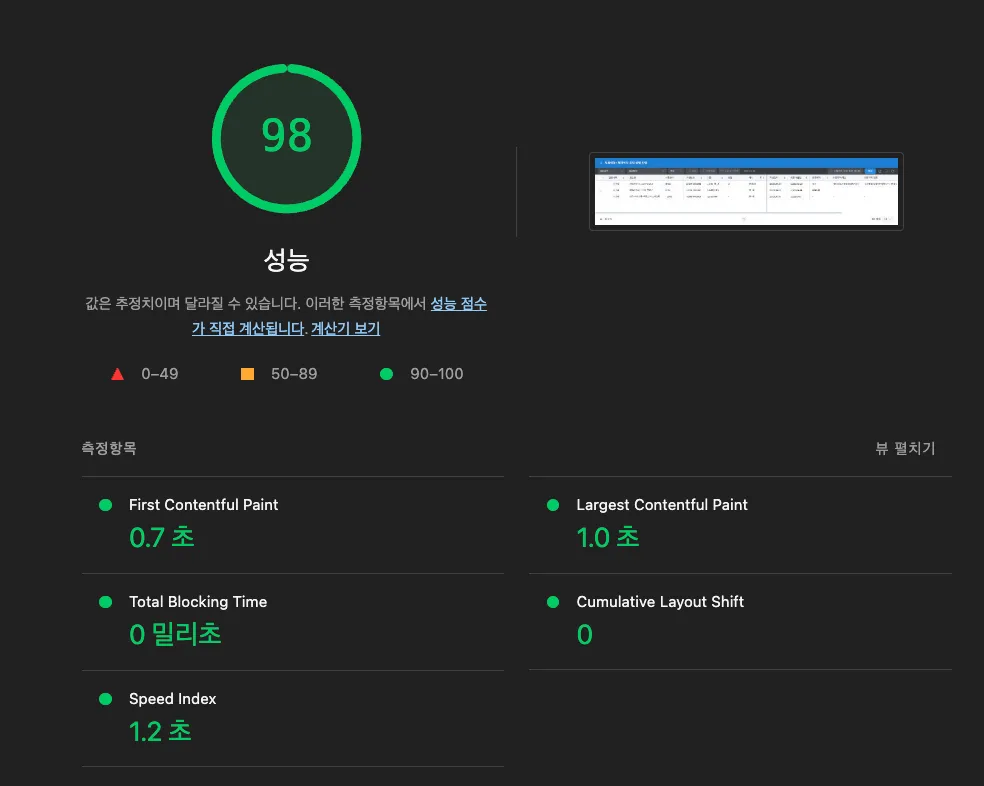 98
성능
값은 추정치이며 달라질 수 있습니다. 이러한 측정항목에서 성능 점수
가 직접 계산됩니다. 계산기 보기
0–49
50–89
90–100
측정항목
뷰 펼치기
First Contentful Paint
0.7 초
Largest Contentful Paint
1.0 초
Total Blocking Time
0 밀리초
Cumulative Layout Shift
0
Speed Index
1.2 초